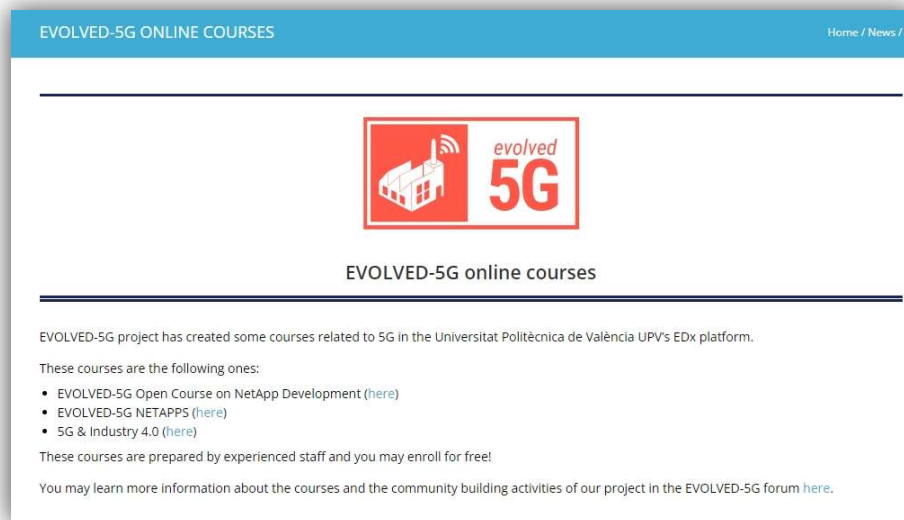 EVOLVED-5G ONLINE COURSES
Home / News /
evolved
5G
EVOLVED-5G online courses
EVOLVED-5G project has created some courses related to 5G in the Universitat Politècnica de València UPV's EDx platform.
These courses are the following ones:
• EVOLVED-5G Open Course on NetApp Development (here)
• EVOLVED-5G NETAPPS (here)
• 5G & Industry 4.0 (here)
These courses are prepared by experienced staff and you may enroll for free!
You may learn more information about the courses and the community building activities of our project in the EVOLVED-5G forum here.